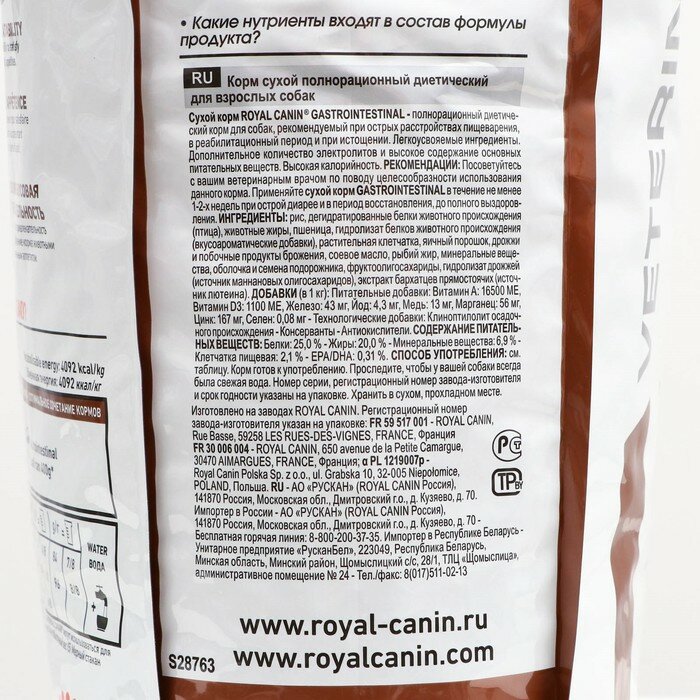 • Какие нутриенты входят в состав формулы
продукта?
RU Корм сухой полнорационный диетический
для взрослых собак
Сухой корм ROYAL CANIN® GASTROINTESTINAL - полнорационный диетичес-
кий корм для собак, рекомендуемый при острых расстройствах пищеварения,
в реабилитационный период и при истощении. Легкоусвояемые ингредиенты.
Дополнительное количество электролитов и высокое содержание основных
питательных веществ. Высокая калорийность. РЕКОМЕНДАЦИИ: Посоветуйтесь
с вашим ветеринарным врачом по поводу целесообразности использования
данного корма. Применяйте сухой корм GASTROINTESTINAL в течение не менее
1-2-х недель при острой диарее и в период восстановления, до полного выздоров-
ления. ИНГРЕДИЕНТЫ: рис, дегидратированные белки животного происхождения
(птица), животные жиры, пшеница, гидролизат белков животного происхождения
(вкусоароматические добавки), растительная клетчатка, яичный порошок, дрожжи
и побочные продукты брожения, соевое масло, рыбий жир, минеральные веще-
ства, оболочка и семена подорожника, фруктоолигосахариды, гидролизат дрожжей
(источник маннановых олигосахаридов), экстракт бархатцев прямостоячих (источ-
ник лютеина). ДОБАВКИ (в 1 кг): Питательные добавки: Витамин A: 16500 ME,
Витамин D3: 1100 ME, Железо: 43 мг, Йод: 4,3 мг, Медь: 13 мг, Марганец: 56 мг,
Цинк: 167 мг, Ceлен: 0,08 мг - Технологические добавки: Клиноптилолит осадоч-
ного происхождения - Консерванты - Антиокислители. СОДЕРЖАНИЕ ПИТАТЕЛЬ-
НЫХ ВЕЩЕСТВ: Белки: 25,0 % - Жиры: 20,0 % - Минеральные вещества: 6,9 % -
Клетчатка пищевая: 2,1 % - EPA/DHA: 0,31 %. СПОСОБ УПОТРЕБЛЕНИЯ: см.
таблицу. Корм готов к употреблению. Проследите, чтобы у вашей собаки всегда
была свежая вода. Номер серии, регистрационный номер завода-изготовителя
и срок годности указаны на упаковке. Хранить в сухом, прохладном месте.
Изготовлено на заводах ROYAL CANIN. Регистрационный номер
завода-изготовителя указан на упаковке: FR 59 517 001 - ROYAL CANIN,
Rue Basse, 59258 LES RUES-DES-VIGNES, FRANCE, Франция
FR 30 006 004 - ROYAL CANIN, 650 avenue de la Petite Camargue,
30470 AIMARGUES, FRANCE, Франция; α PL 1219007p -
Royal Canin Polska Sp. z o.o., ul. Grabska 10, 32-005 Niepołomice,
POLAND, Польша. RU - АО «РУСКАН» (ROYAL CANIN Россия),
141870 Россия, Московская обл., Дмитровский г.о., д. Кузяево, д. 70.
Импортер в России - АО «РУСКАН» (ROYAL CANIN Россия),
141870 Россия, Московская обл., Дмитровский г.о., д. Кузяево, д. 70 -
Бесплатная горячая линия: 8-800-200-37-35. Импортер в Республике Беларусь -
Унитарное предприятие «РусканБел», 223049, Республика Беларусь,
Минская область, Минский район, Щомыслицкий с/с, 28/1, ТЛЦ «Щомыслица»,
административное помещение № 24 - Тел./факс: 8(017)511-02-13
www.royal-canin.ru
S28763 www.royalcanin.com
VETERIN
4092 kcal/kg
4092 ккал/кг
WATER
ВОДА